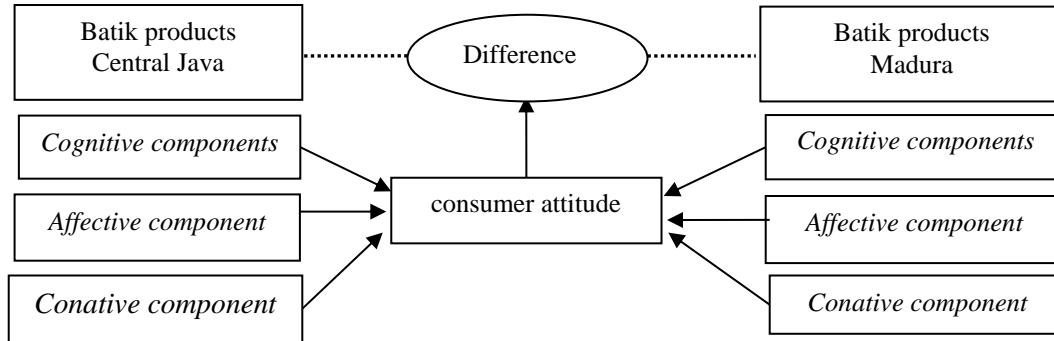 Batik products
Central Java
Difference
Batik products
Madura
Cognitive components
Cognitive components
Affective component
consumer attitude
Affective component
Conative component
Conative component